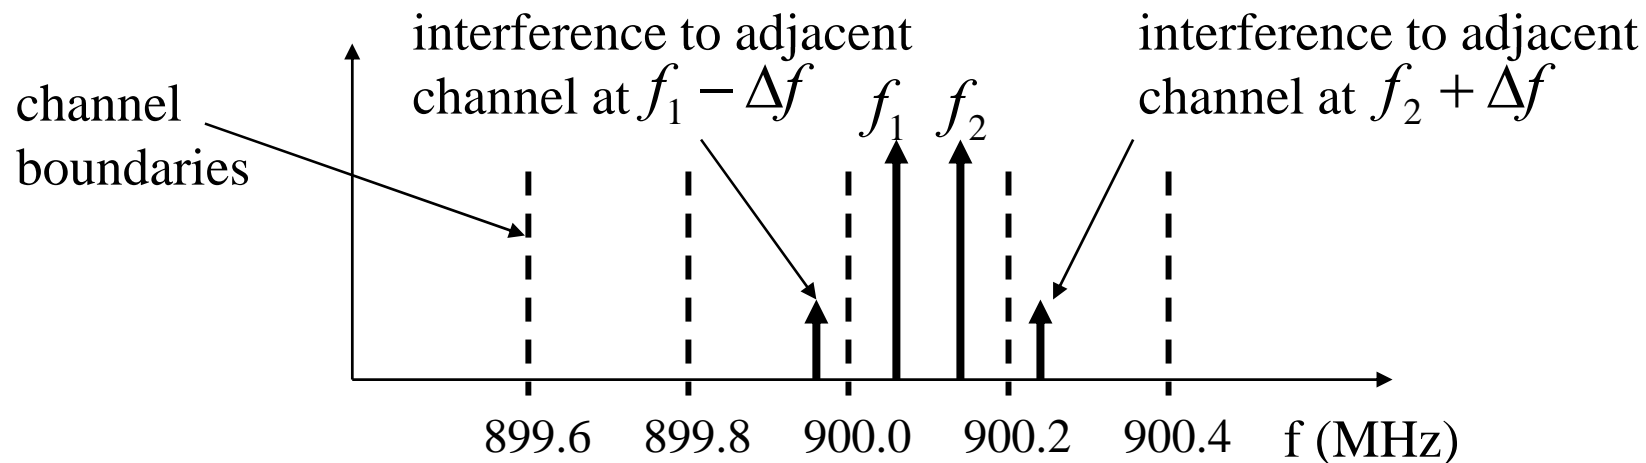 interference to adjacent
channel at f₁ − Δf
interference to adjacent
channel at f₂ + Δf
channel
boundaries
f₁ f₂
899.6 899.8 900.0 900.2 900.4 f (MHz)